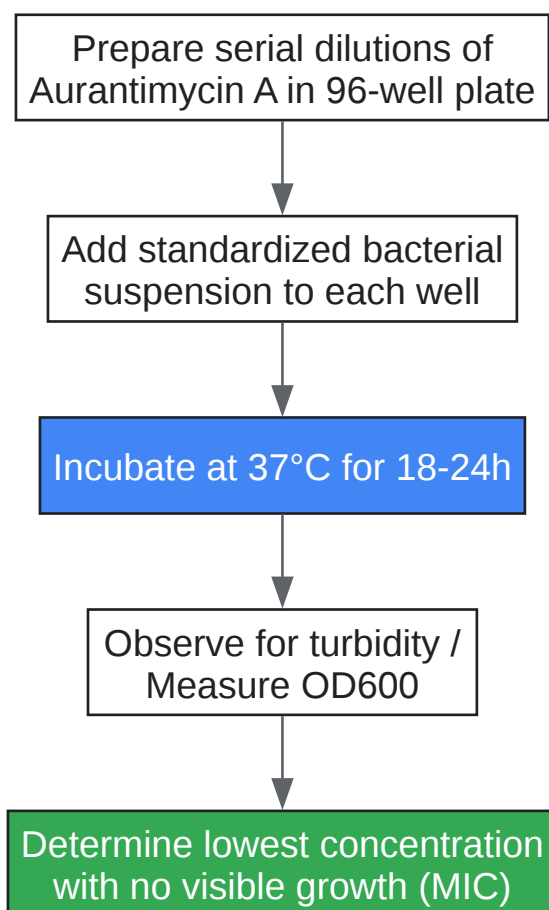 Prepare serial dilutions of
Aurantimycin A in 96-well plate
Add standardized bacterial
suspension to each well
Incubate at 37°C for 18-24h
Observe for turbidity /
Measure OD600
Determine lowest concentration
with no visible growth (MIC)